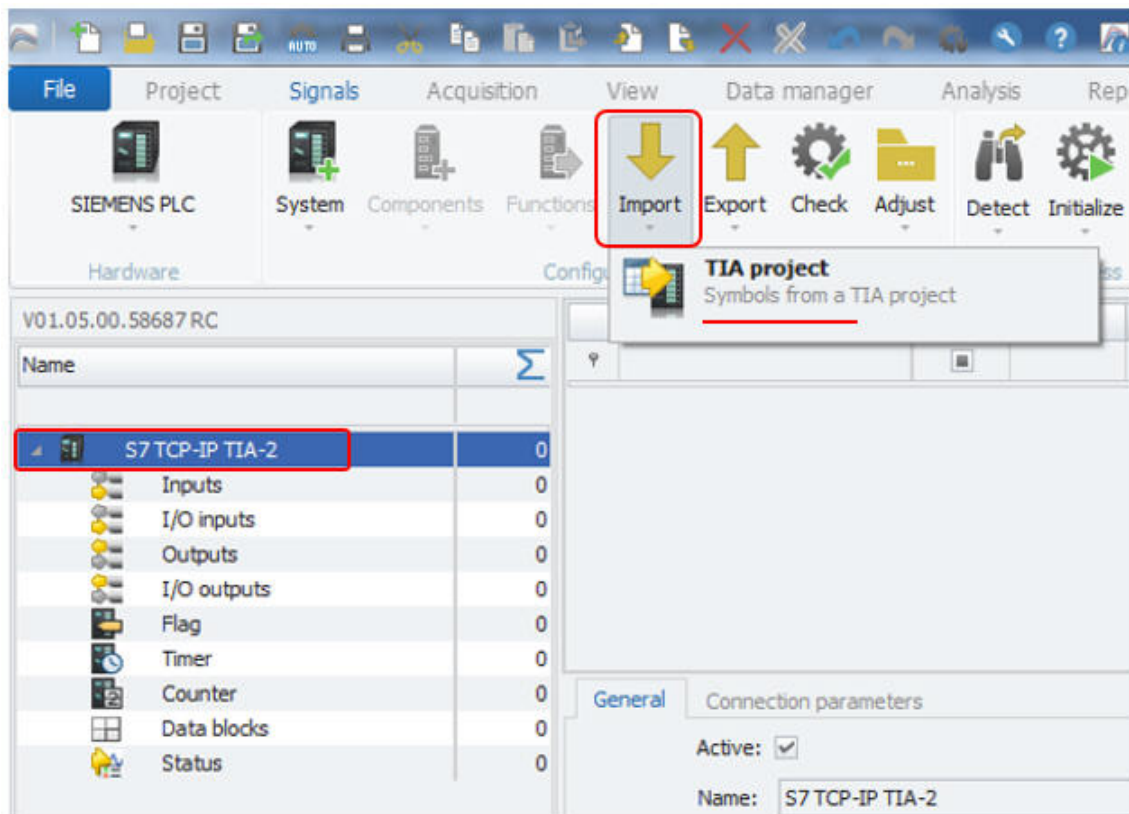 AUTO
File Project Signals Acquisition View Data manager Analysis Rep
SIEMENS PLC System Components Functions Import Export Check Adjust Detect Initialize
Hardware Config ss
TIA project
Symbols from a TIA project
V01.05.00.58687 RC
Name Σ
S7 TCP-IP TIA-2 0
Inputs 0
I/O inputs 0
Outputs 0
I/O outputs 0
Flag 0
Timer 0
Counter 0
Data blocks 0
Status 0
General Connection parameters
Active:
Name: S7 TCP-IP TIA-2